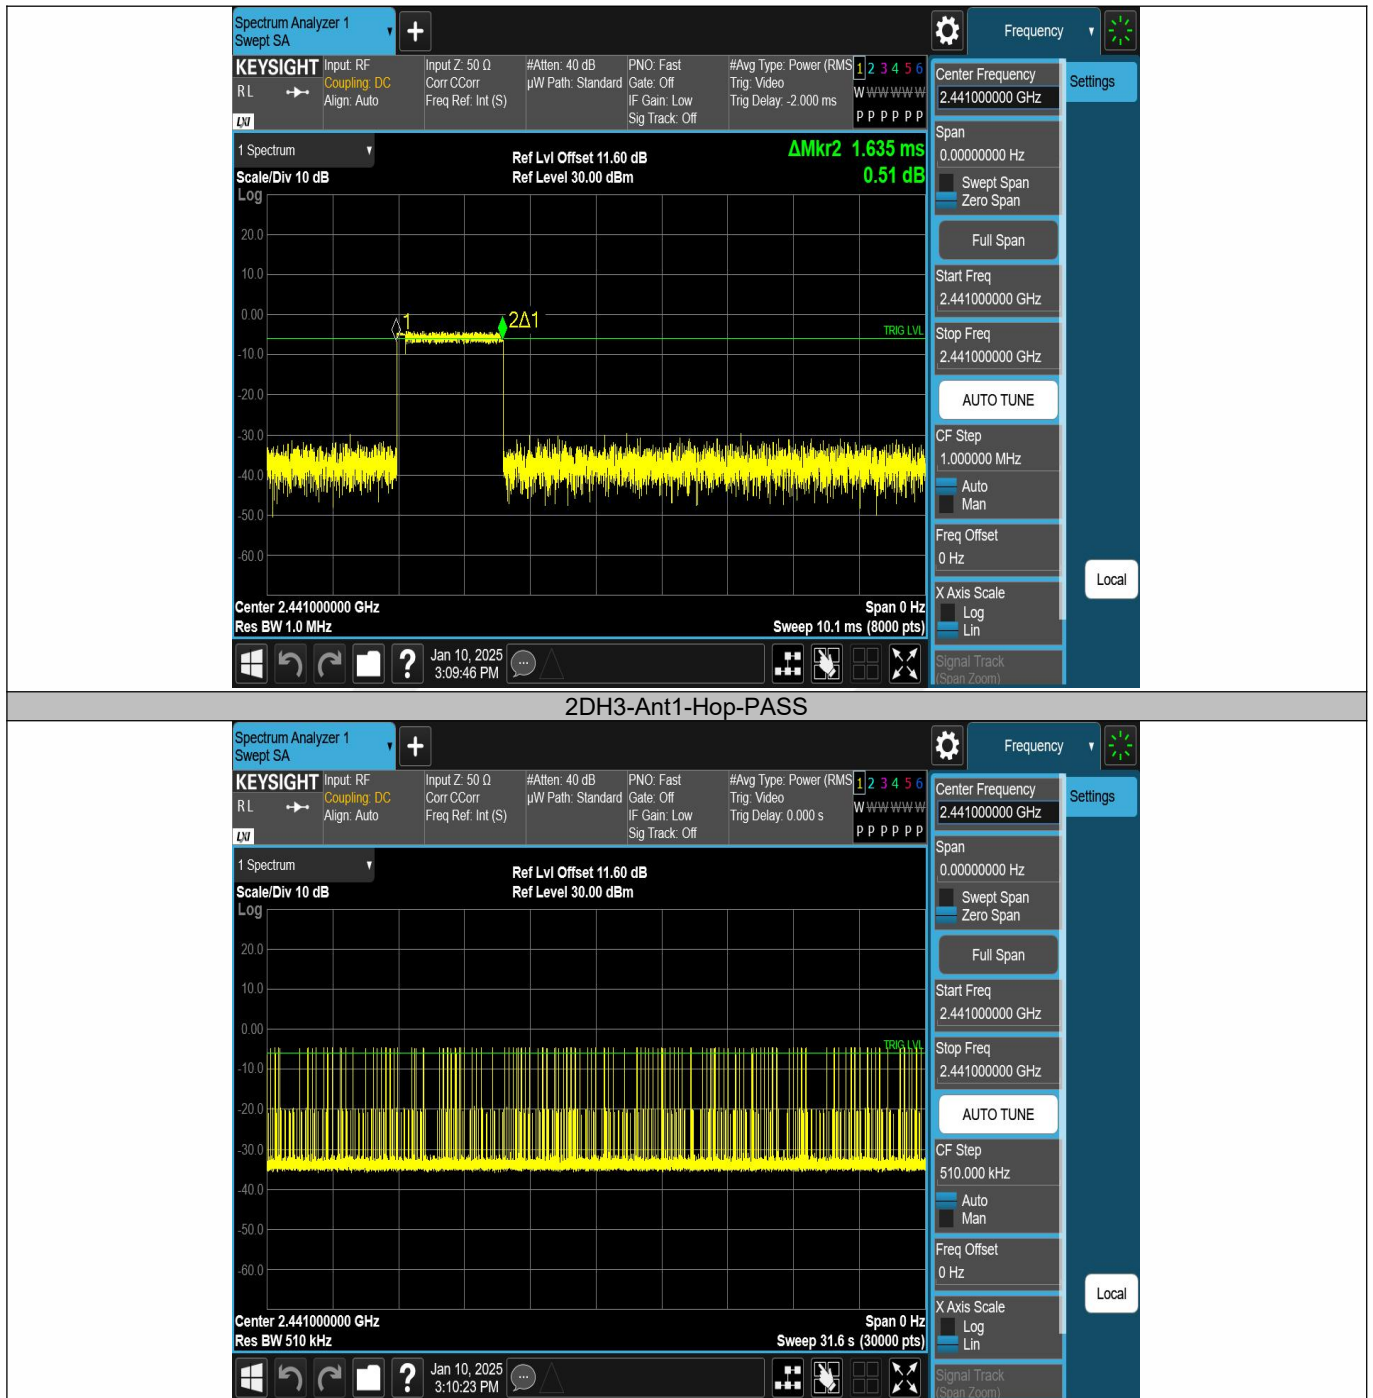 Spectrum Analyzer 1
Swept SA
+
Frequency
KEYSIGHT
RL
LXI
Input: RF
Coupling: DC
Align: Auto
Input Z: 50 Ω
Corr CCorr
Freq Ref: Int (S)
#Atten: 40 dB
µW Path: Standard
PNO: Fast
Gate: Off
IF Gain: Low
Sig Track: Off
#Avg Type: Power (RMS
Trig: Video
Trig Delay: -2.000 ms
1 2 3 4 5 6
W W W W W W
P P P P P P
Center Frequency
2.441000000 GHz
Settings
Span
0.00000000 Hz
Swept Span
Zero Span
Full Span
Start Freq
2.441000000 GHz
Stop Freq
2.441000000 GHz
AUTO TUNE
CF Step
1.000000 MHz
Auto
Man
Freq Offset
0 Hz
X Axis Scale
Log
Lin
Signal Track
(Span Zoom)
Local
1 Spectrum
Scale/Div 10 dB
Ref Lvl Offset 11.60 dB
Ref Level 30.00 dBm
ΔMkr2 1.635 ms
0.51 dB
Log
20.0
10.0
0.00
-10.0
-20.0
-30.0
-40.0
-50.0
-60.0
1
2Δ1
TRIG LVL
Center 2.441000000 GHz
Res BW 1.0 MHz
Span 0 Hz
Sweep 10.1 ms (8000 pts)
?
Jan 10, 2025
3:09:46 PM
2DH3-Ant1-Hop-PASS
Spectrum Analyzer 1
Swept SA
+
Frequency
KEYSIGHT
RL
LXI
Input: RF
Coupling: DC
Align: Auto
Input Z: 50 Ω
Corr CCorr
Freq Ref: Int (S)
#Atten: 40 dB
µW Path: Standard
PNO: Fast
Gate: Off
IF Gain: Low
Sig Track: Off
#Avg Type: Power (RMS
Trig: Video
Trig Delay: 0.000 s
1 2 3 4 5 6
W W W W W W
P P P P P P
Center Frequency
2.441000000 GHz
Settings
Span
0.00000000 Hz
Swept Span
Zero Span
Full Span
Start Freq
2.441000000 GHz
Stop Freq
2.441000000 GHz
AUTO TUNE
CF Step
510.000 kHz
Auto
Man
Freq Offset
0 Hz
X Axis Scale
Log
Lin
Signal Track
(Span Zoom)
Local
1 Spectrum
Scale/Div 10 dB
Ref Lvl Offset 11.60 dB
Ref Level 30.00 dBm
Log
20.0
10.0
0.00
-10.0
-20.0
-30.0
-40.0
-50.0
-60.0
TRIG LVL
Center 2.441000000 GHz
Res BW 510 kHz
Span 0 Hz
Sweep 31.6 s (30000 pts)
?
Jan 10, 2025
3:10:23 PM